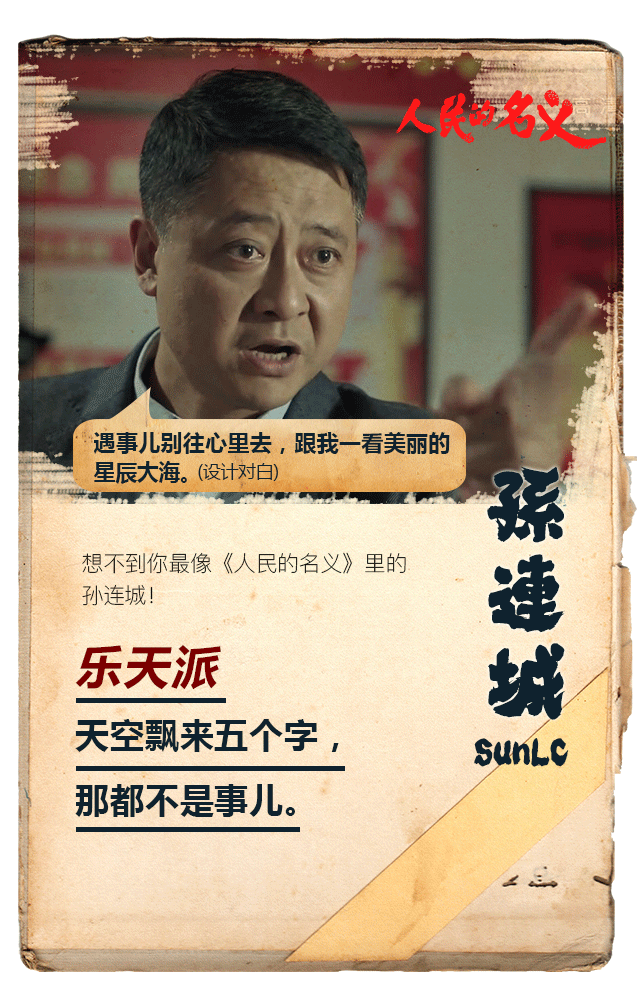 人民的名义
遇事儿别往心里去，跟我一看美丽的
星辰大海。(设计对白)
孫連城
SunLC
想不到你最像《人民的名义》里的
孙连城！
乐天派
天空飘来五个字，
那都不是事儿。